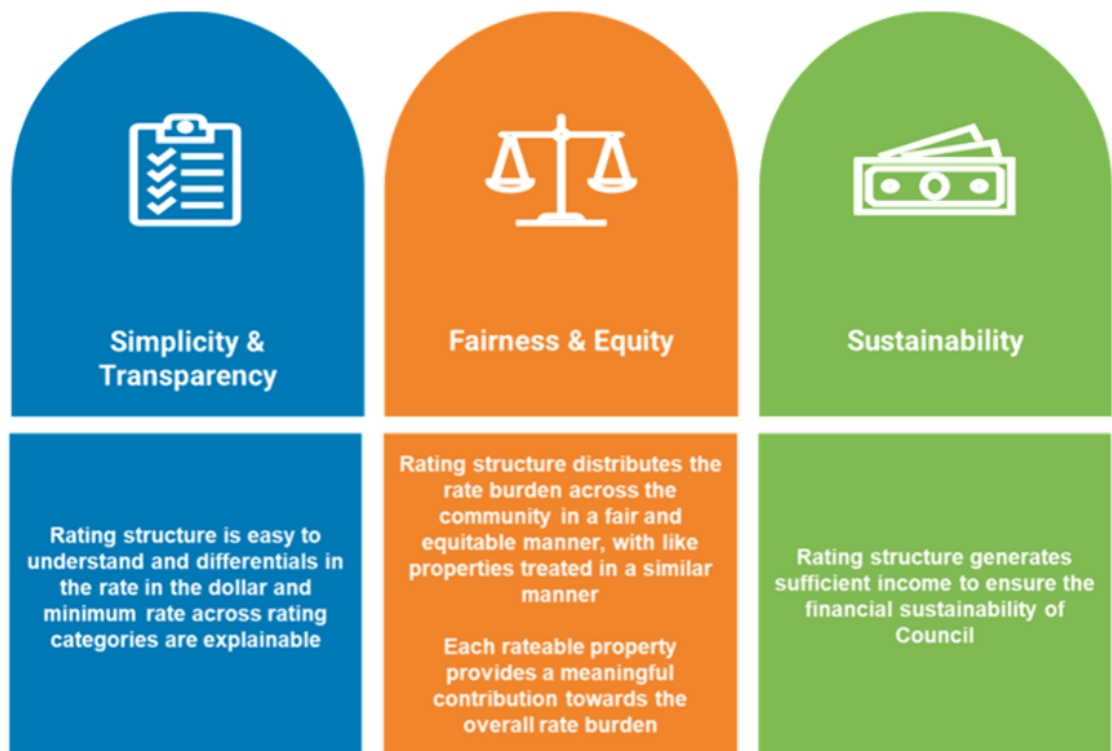 Simplicity &
Transparency
Rating structure is easy to
understand and differentials in
the rate in the dollar and
minimum rate across rating
categories are explainable
Fairness & Equity
Rating structure distributes the
rate burden across the
community in a fair and
equitable manner, with like
properties treated in a similar
manner
Each rateable property
provides a meaningful
contribution towards the
overall rate burden
Sustainability
Rating structure generates
sufficient income to ensure the
financial sustainability of
Council